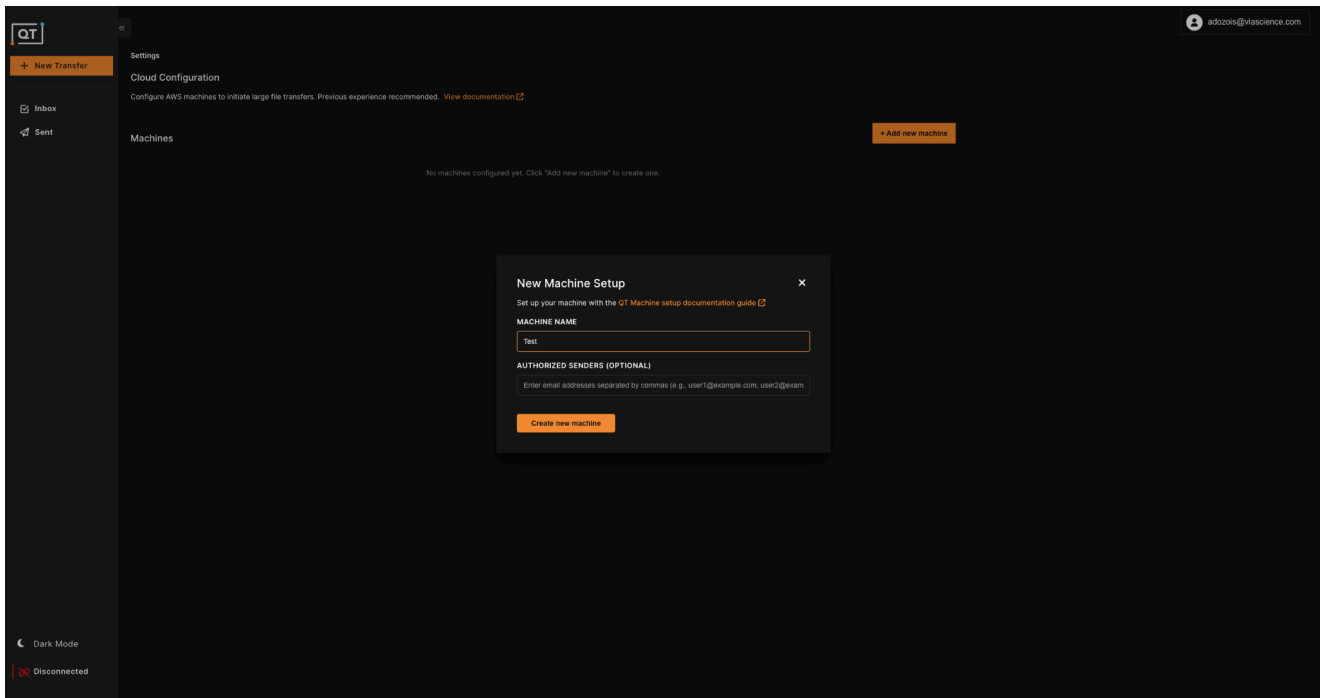 QT
«
adozois@viascience.com
+ New Transfer
Settings
Cloud Configuration
Configure AWS machines to initiate large file transfers. Previous experience recommended. View documentation
Inbox
Sent
Machines
+ Add new machine
No machines configured yet. Click "Add new machine" to create one.
New Machine Setup
×
Set up your machine with the QT Machine setup documentation guide
MACHINE NAME
Test
AUTHORIZED SENDERS (OPTIONAL)
Enter email addresses separated by commas (e.g., user1@example.com, user2@exam
Create new machine
Dark Mode
Disconnected